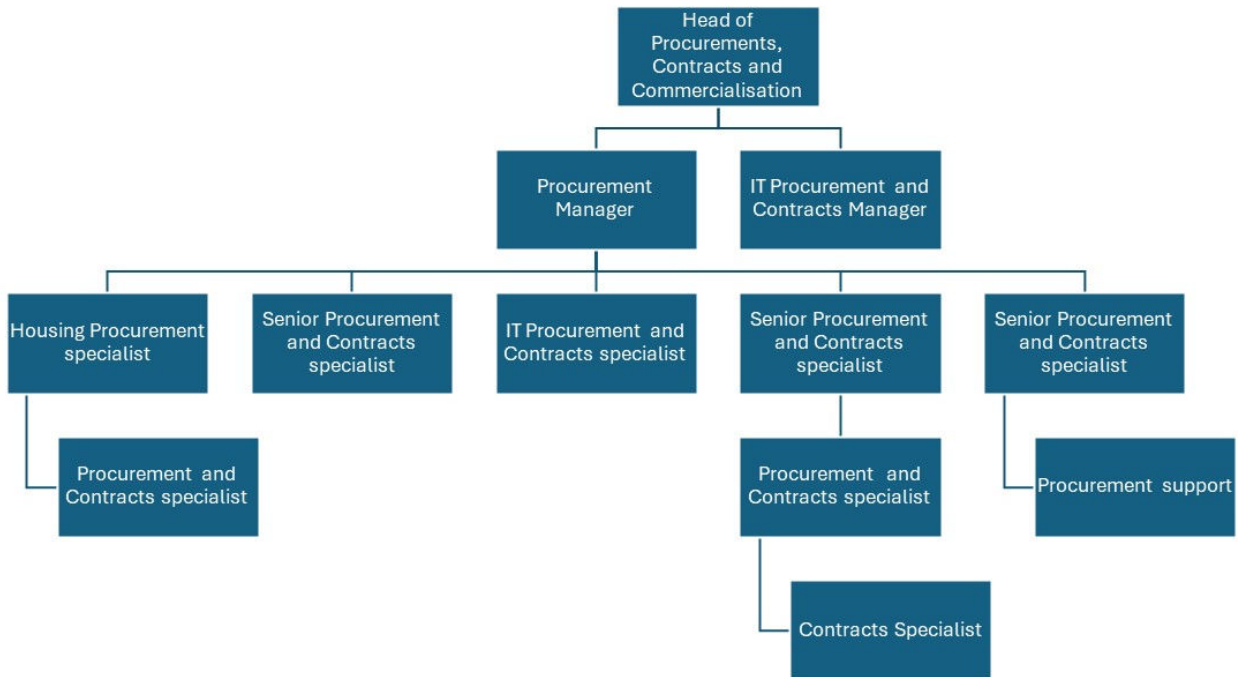 Head of
Procurements,
Contracts and
Commercialisation
Procurement
Manager
IT Procurement and
Contracts Manager
Housing Procurement
specialist
Senior Procurement
and Contracts
specialist
IT Procurement and
Contracts specialist
Senior Procurement
and Contracts
specialist
Senior Procurement
and Contracts
specialist
Procurement and
Contracts specialist
Procurement and
Contracts specialist
Procurement support
Contracts Specialist